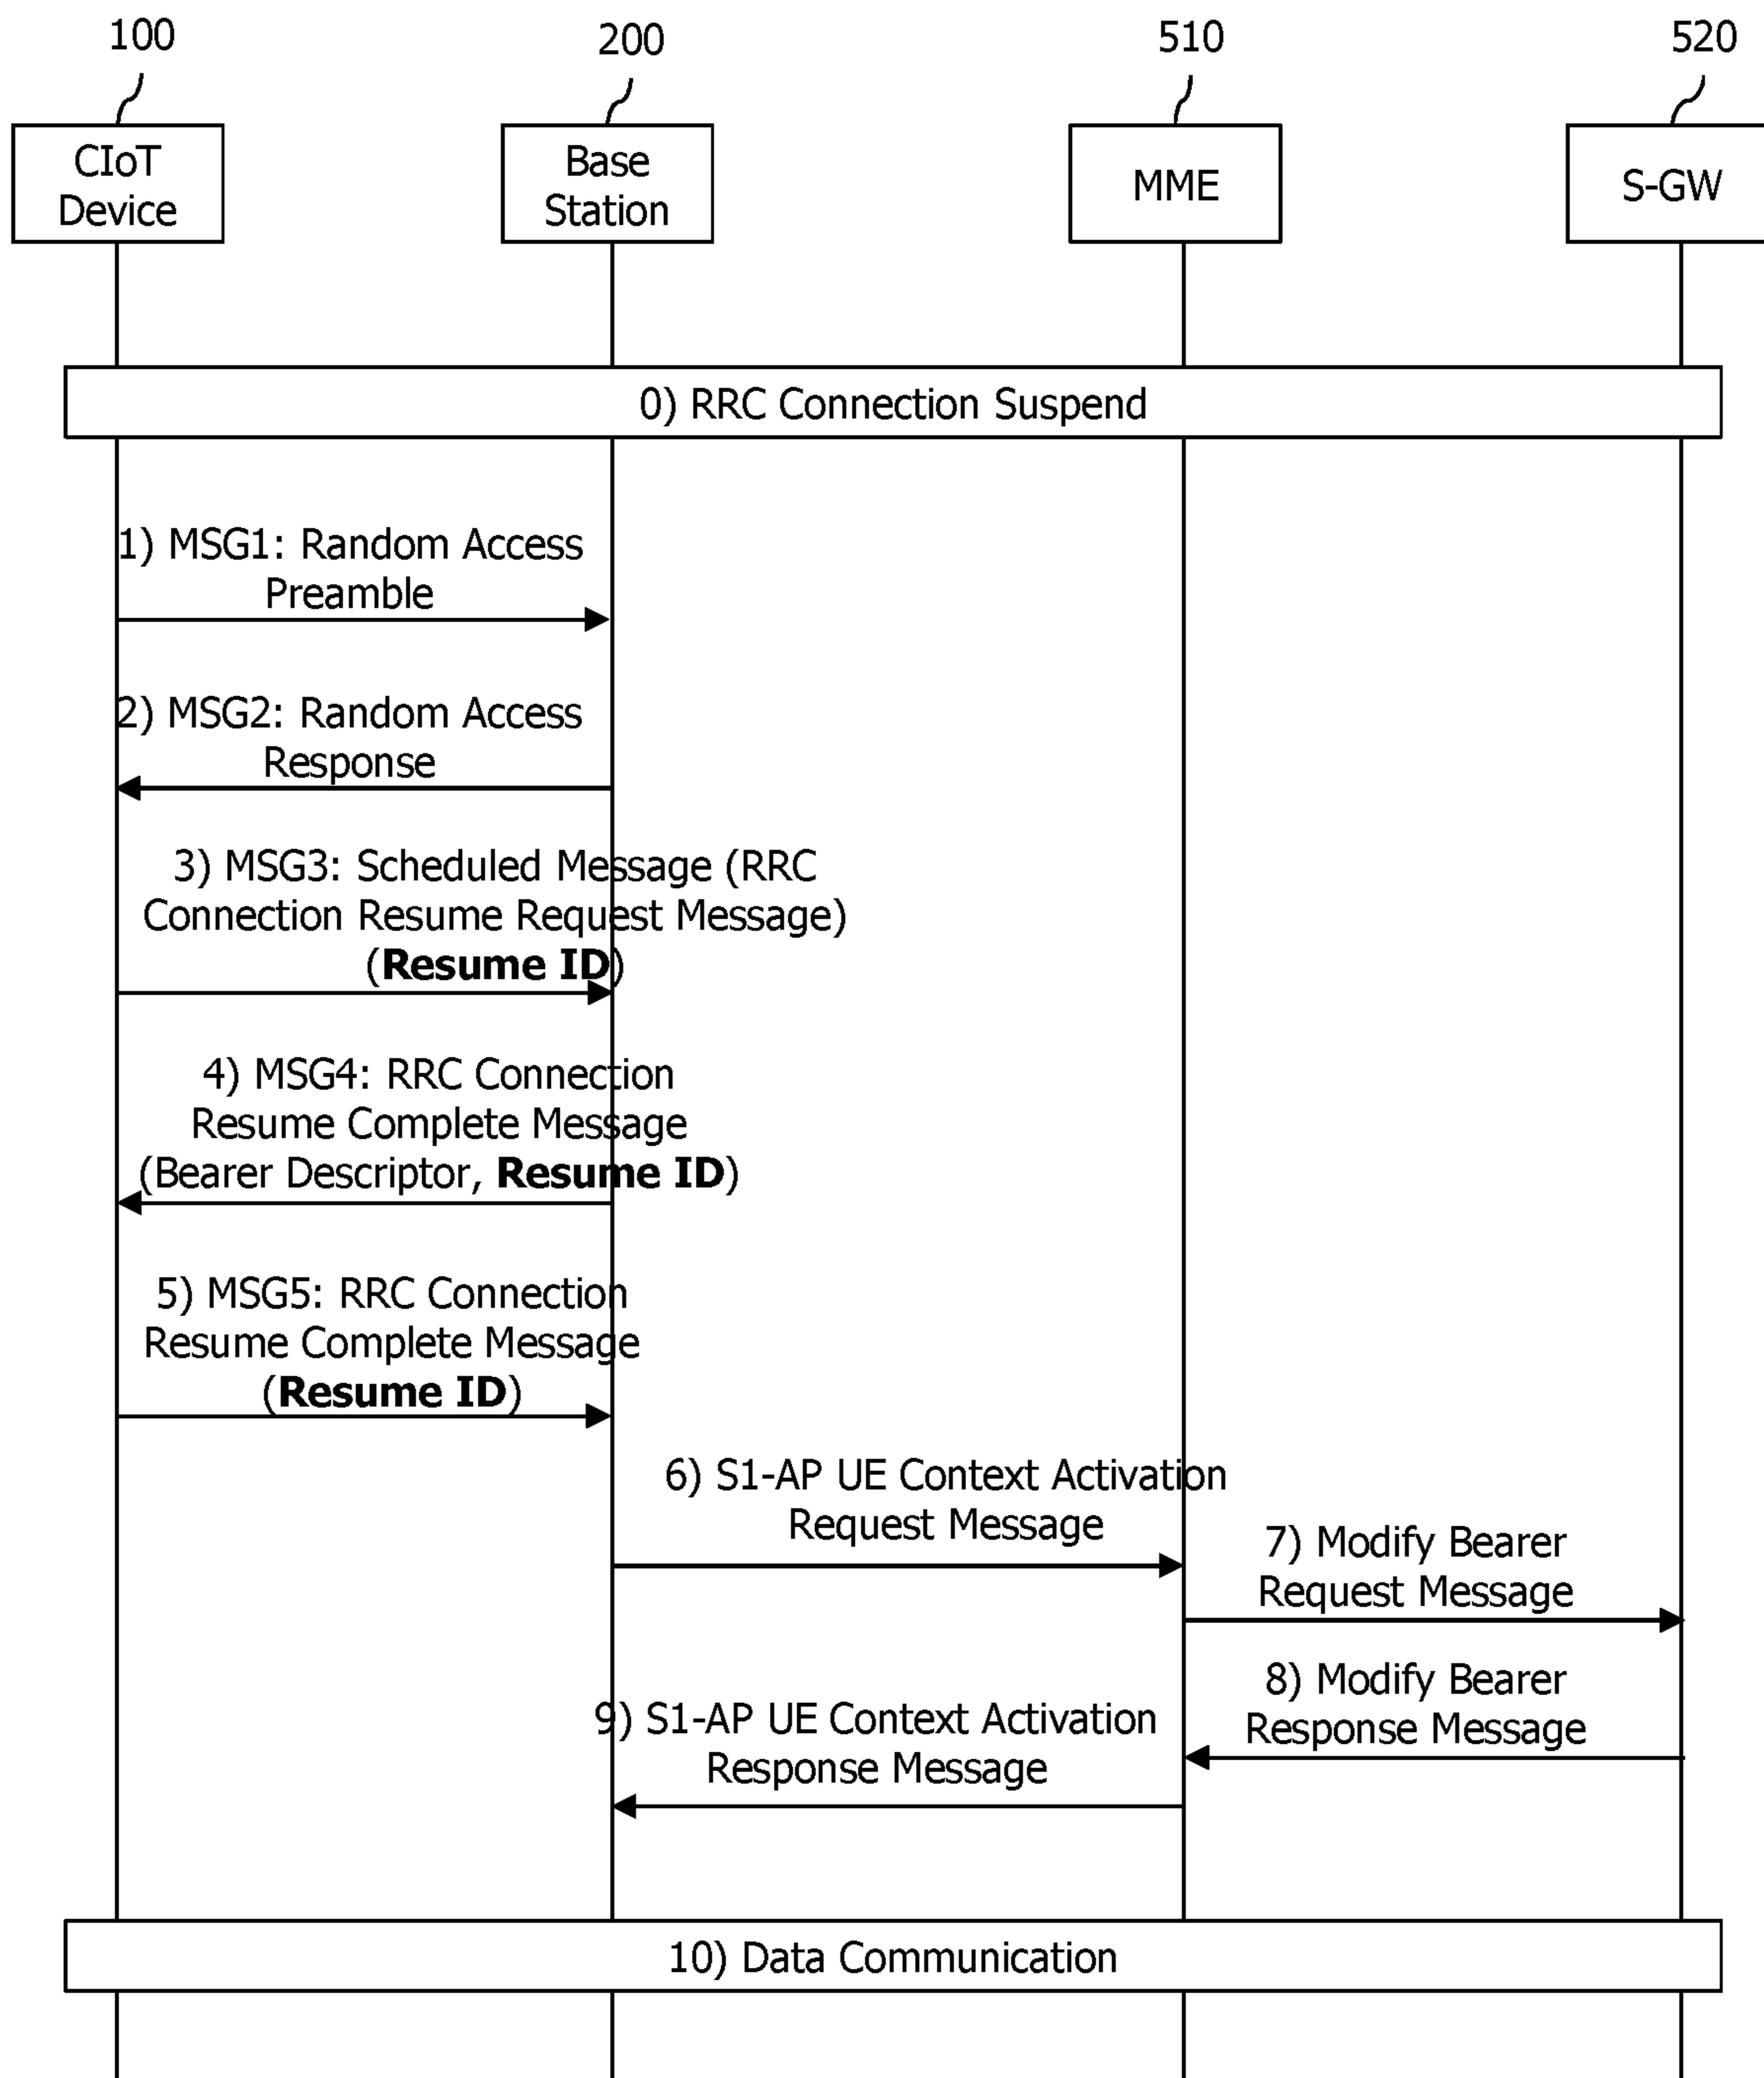 100
200
510
520
CIoT
Device
Base
Station
MME
S-GW
0) RRC Connection Suspend
1) MSG1: Random Access
Preamble
2) MSG2: Random Access
Response
3) MSG3: Scheduled Message (RRC
Connection Resume Request Message)
(Resume ID)
4) MSG4: RRC Connection
Resume Complete Message
(Bearer Descriptor, Resume ID)
5) MSG5: RRC Connection
Resume Complete Message
(Resume ID)
6) S1-AP UE Context Activation
Request Message
7) Modify Bearer
Request Message
8) Modify Bearer
Response Message
9) S1-AP UE Context Activation
Response Message
10) Data Communication